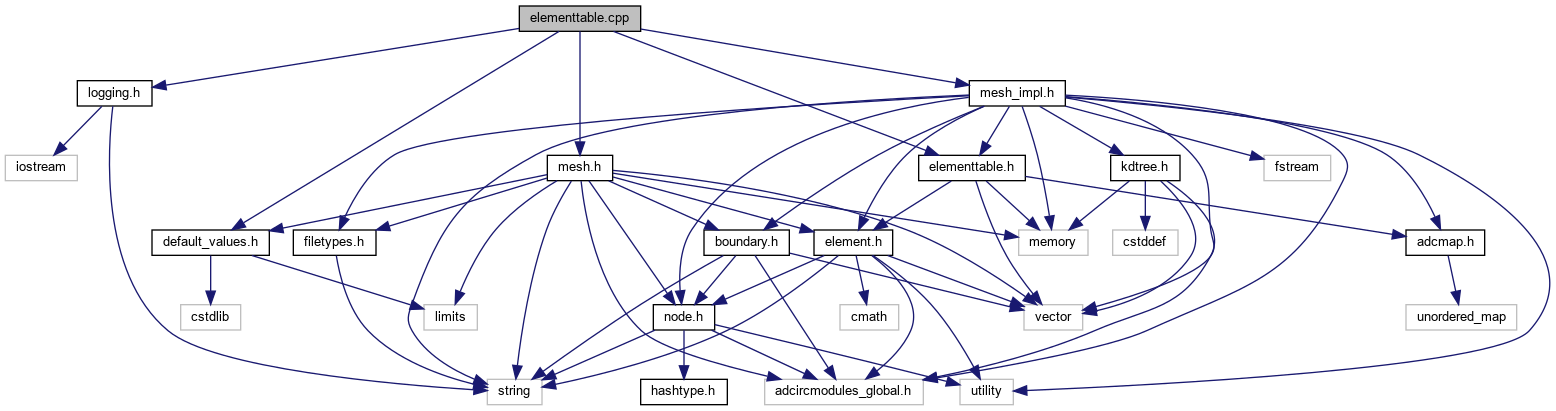 elementtable.cpp
logging.h
mesh_impl.h
iostream
mesh.h
elementtable.h
kdtree.h
fstream
default_values.h
filetypes.h
boundary.h
element.h
memory
cstddef
adcmap.h
cstdlib
limits
node.h
cmath
vector
unordered_map
string
hashtype.h
adcircmodules_global.h
utility